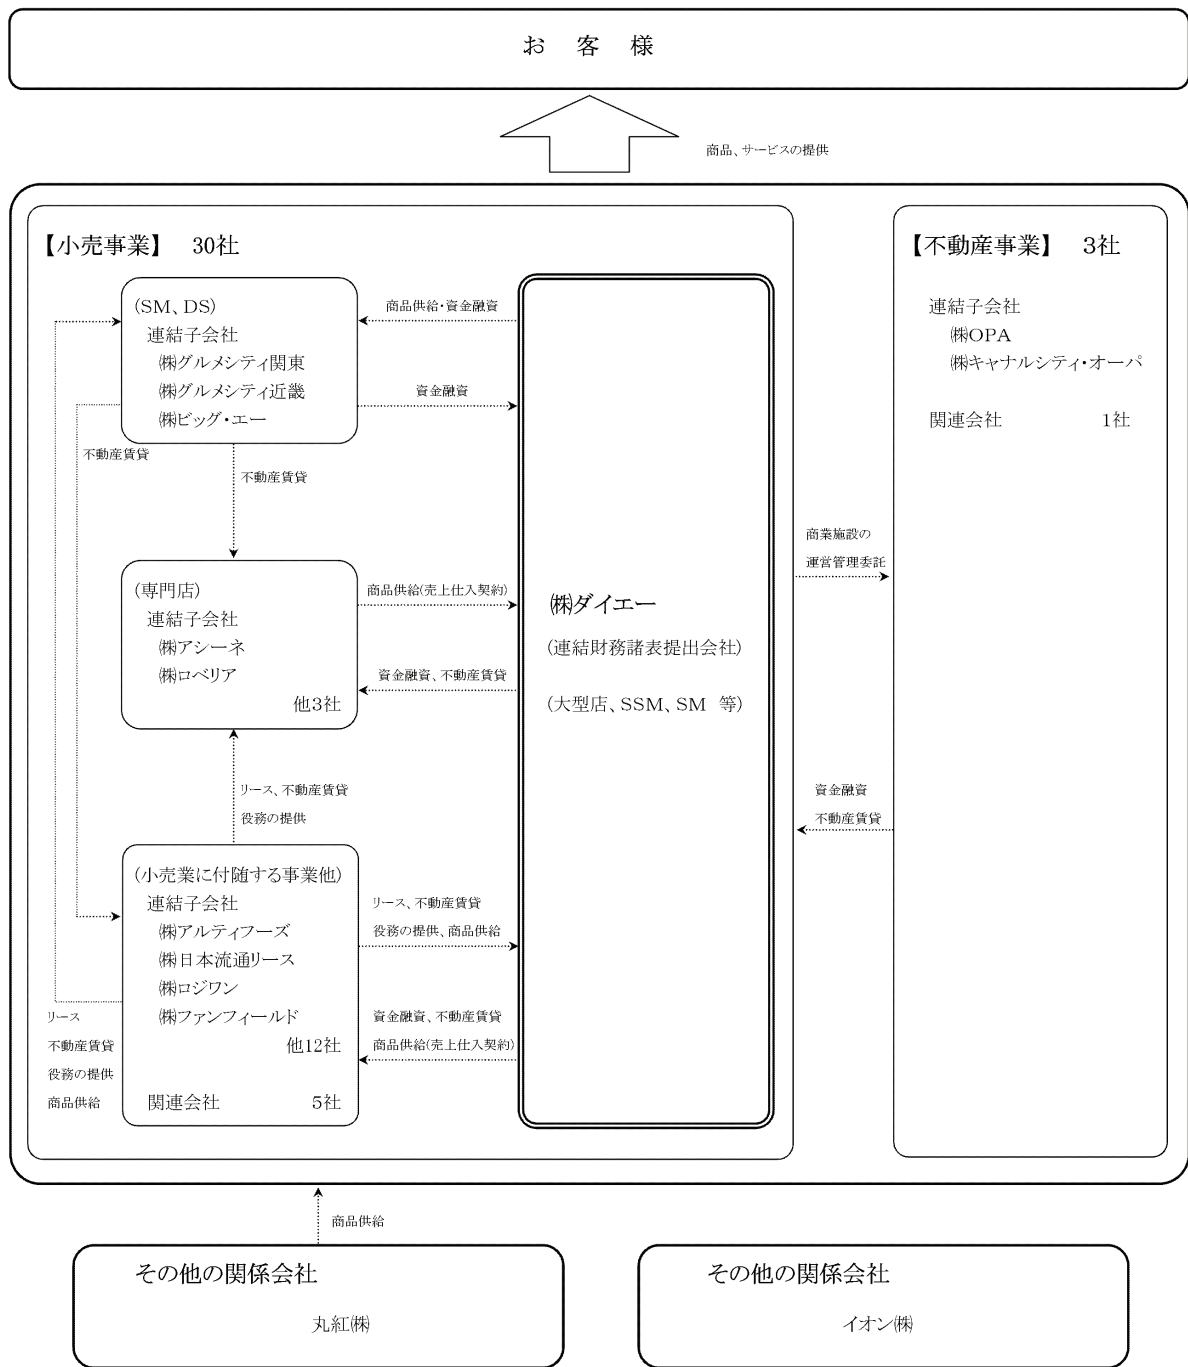 お 客 様
商品、サービスの提供
【小売事業】 30社
(SM、DS)
連結子会社
㈱グルメシティ関東
㈱グルメシティ近畿
㈱ビッグ・エー
商品供給・資金融資
資金融資
不動産賃貸
不動産賃貸
(専門店)
連結子会社
㈱アシーネ
㈱ロベリア
他3社
商品供給(売上仕入契約)
資金融資、不動産賃貸
リース、不動産賃貸
役務の提供
(小売業に付随する事業他)
連結子会社
㈱アルティフーズ
㈱日本流通リース
㈱ロジワン
㈱ファンフィールド
他12社
関連会社 5社
リース、不動産賃貸
役務の提供、商品供給
資金融資、不動産賃貸
商品供給(売上仕入契約)
リース
不動産賃貸
役務の提供
商品供給
㈱ダイエー
(連結財務諸表提出会社)
(大型店、SSM、SM 等)
商業施設の
運営管理委託
資金融資
不動産賃貸
【不動産事業】 3社
連結子会社
㈱OPA
㈱キャナルシティ・オーパ
関連会社 1社
商品供給
その他の関係会社
丸紅㈱
その他の関係会社
イオン㈱